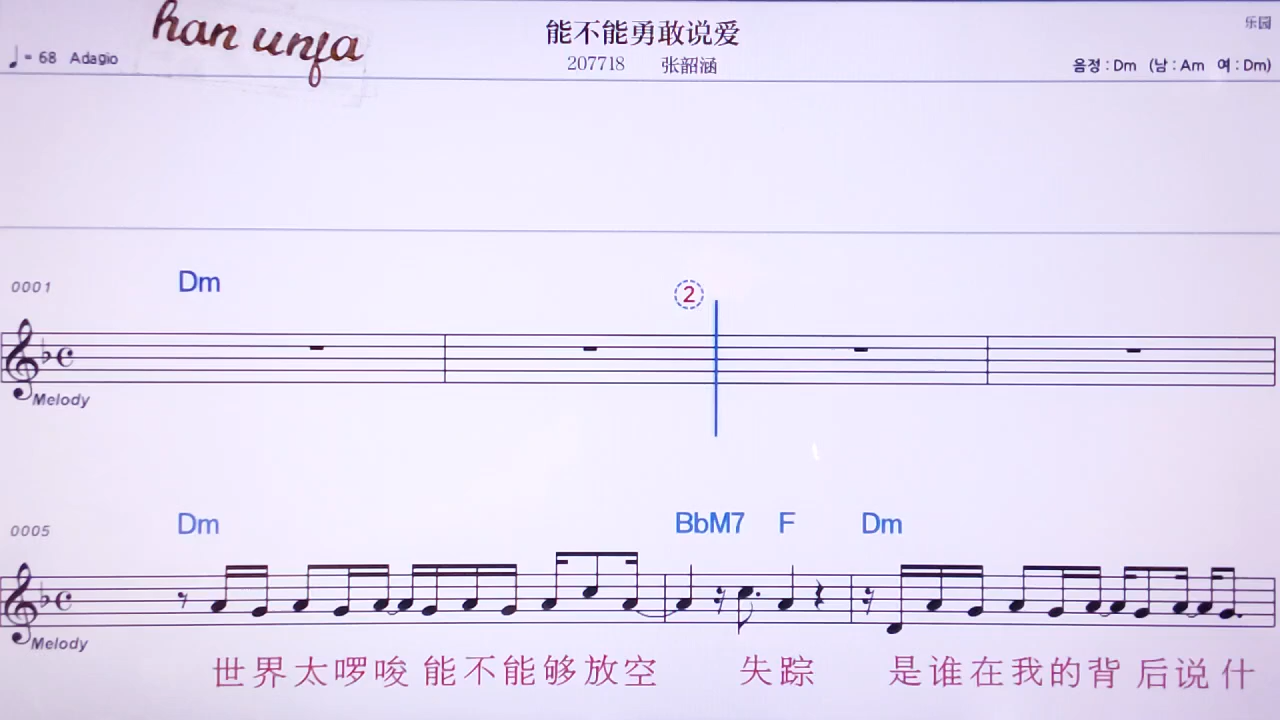 han unfa
能不能勇敢说爱
乐园
♩= 68 Adagio
207718 张韶涵
음정 : Dm (남 : Am 여 : Dm)
0001 Dm ②
Melody
0005 Dm BbM7 F Dm
Melody
世界太啰唆能不能够放空 失踪 是谁在我的背后说什